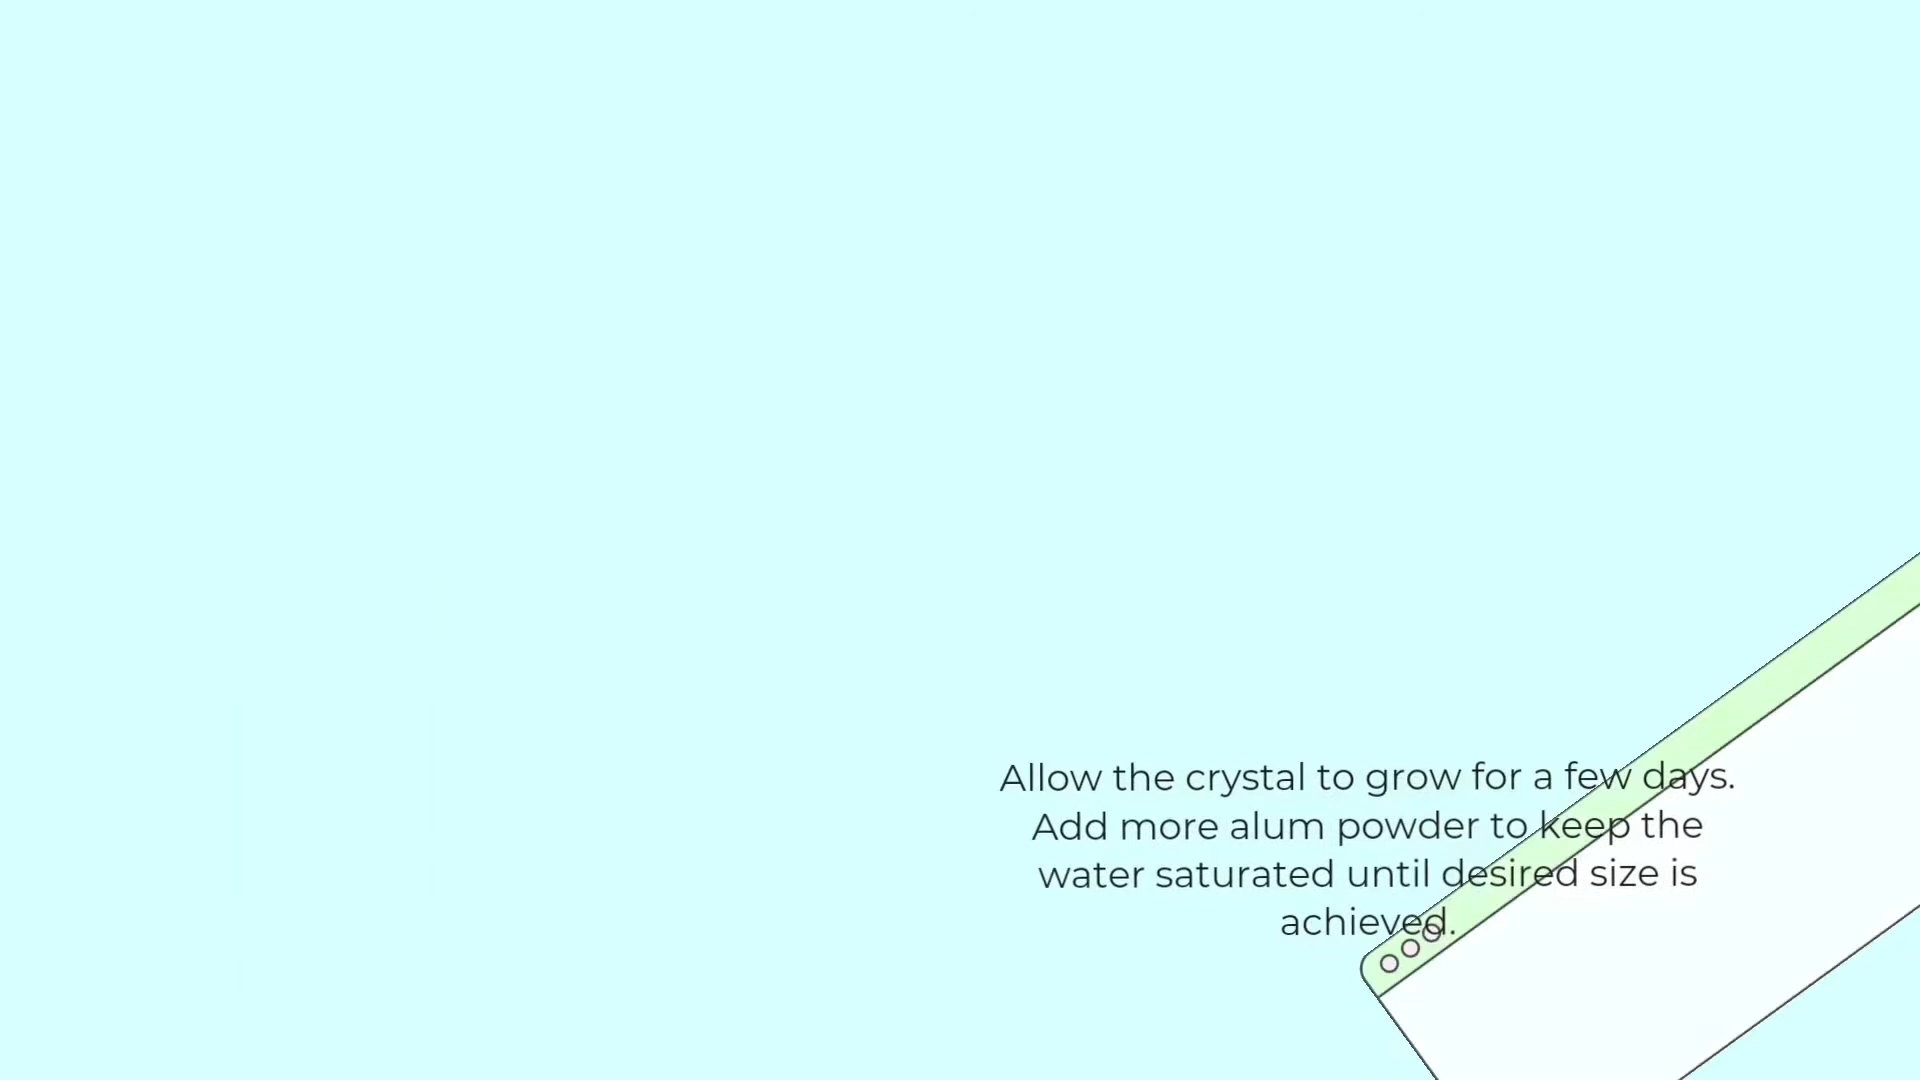 Allow the crystal to grow for a few days.
Add more alum powder to keep the
water saturated until desired size is
achieved.